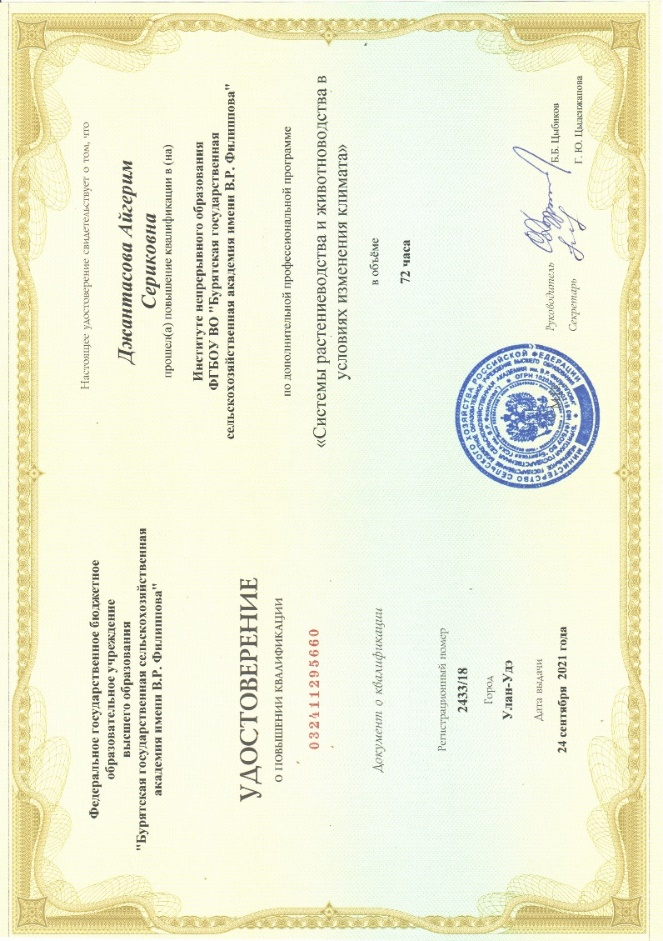 Федеральное государственное бюджетное
образовательное учреждение
высшего образования
"Бурятская государственная сельскохозяйственная
академия имени В.Р. Филиппова"
УДОСТОВЕРЕНИЕ
О ПОВЫШЕНИИ КВАЛИФИКАЦИИ
032411295660
Документ о квалификации
Регистрационный номер
2433/18
Город
Улан-Удэ
Дата выдачи
24 сентября 2021 года
Настоящее удостоверение свидетельствует о том, что
Джантасова Айгерим
Сериковна
прошел(а) повышение квалификации в (на)
Институте непрерывного образования
ФГБОУ ВО "Бурятская государственная
сельскохозяйственная академия имени В.Р. Филиппова"
по дополнительной профессиональной программе
«Системы растениеводства и животноводства в
условиях изменения климата»
в объёме
72 часа
Руководитель Б.Б. Цыбиков
Секретарь Г. Ю. Цыденжапова
МИНИСТЕРСТВО СЕЛЬСКОГО ХОЗЯЙСТВА РОССИЙСКОЙ ФЕДЕРАЦИИ